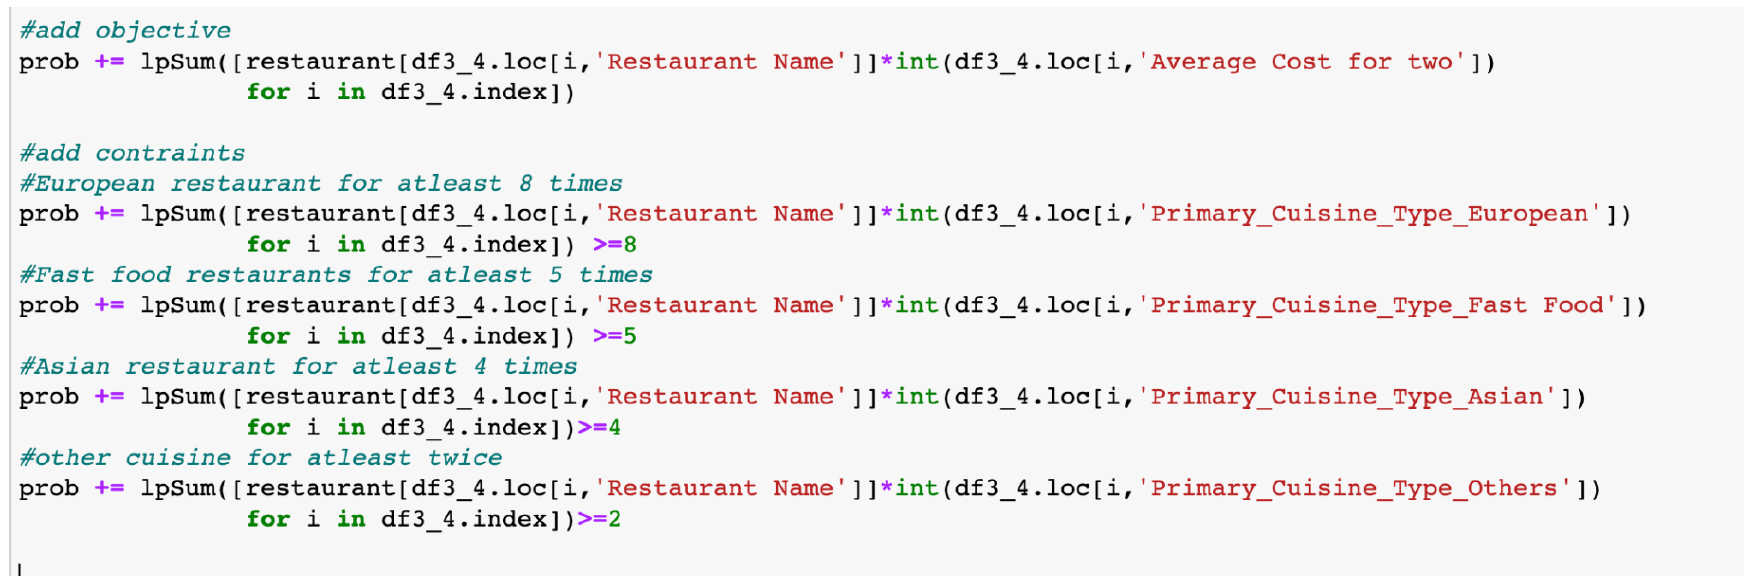 #add objective
prob += lpSum([restaurant[df3_4.loc[i,'Restaurant Name']]*int(df3_4.loc[i,'Average Cost for two'])
for i in df3_4.index])
#add contraints
#European restaurant for atleast 8 times
prob += lpSum([restaurant[df3_4.loc[i,'Restaurant Name']]*int(df3_4.loc[i,'Primary_Cuisine_Type_European'])
for i in df3_4.index]) >=8
#Fast food restaurants for atleast 5 times
prob += lpSum([restaurant[df3_4.loc[i,'Restaurant Name']]*int(df3_4.loc[i,'Primary_Cuisine_Type_Fast Food'])
for i in df3_4.index]) >=5
#Asian restaurant for atleast 4 times
prob += lpSum([restaurant[df3_4.loc[i,'Restaurant Name']]*int(df3_4.loc[i,'Primary_Cuisine_Type_Asian'])
for i in df3_4.index])>=4
#other cuisine for atleast twice
prob += lpSum([restaurant[df3_4.loc[i,'Restaurant Name']]*int(df3_4.loc[i,'Primary_Cuisine_Type_Others'])
for i in df3_4.index])>=2